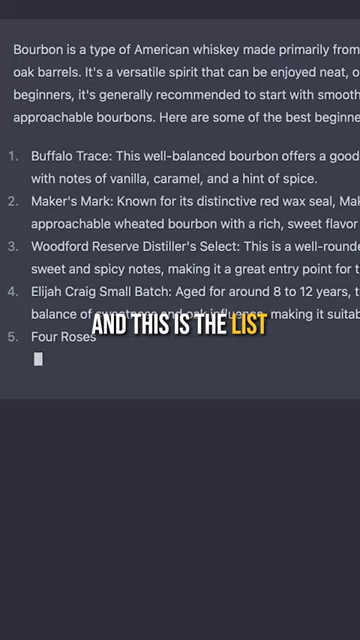 Bourbon is a type of American whiskey made primarily from
oak barrels. It's a versatile spirit that can be enjoyed neat, o
beginners, it's generally recommended to start with smooth
approachable bourbons. Here are some of the best beginne
1. Buffalo Trace: This well-balanced bourbon offers a good
with notes of vanilla, caramel, and a hint of spice.
2. Maker's Mark: Known for its distinctive red wax seal, Mak
approachable wheated bourbon with a rich, sweet flavor
3. Woodford Reserve Distiller's Select: This is a well-rounde
sweet and spicy notes, making it a great entry point for t
4. Elijah Craig Small Batch: Aged for around 8 to 12 years, t
balance of sweetness and oak influence, making it suitab
5. Four Roses
AND THIS IS THE LIST